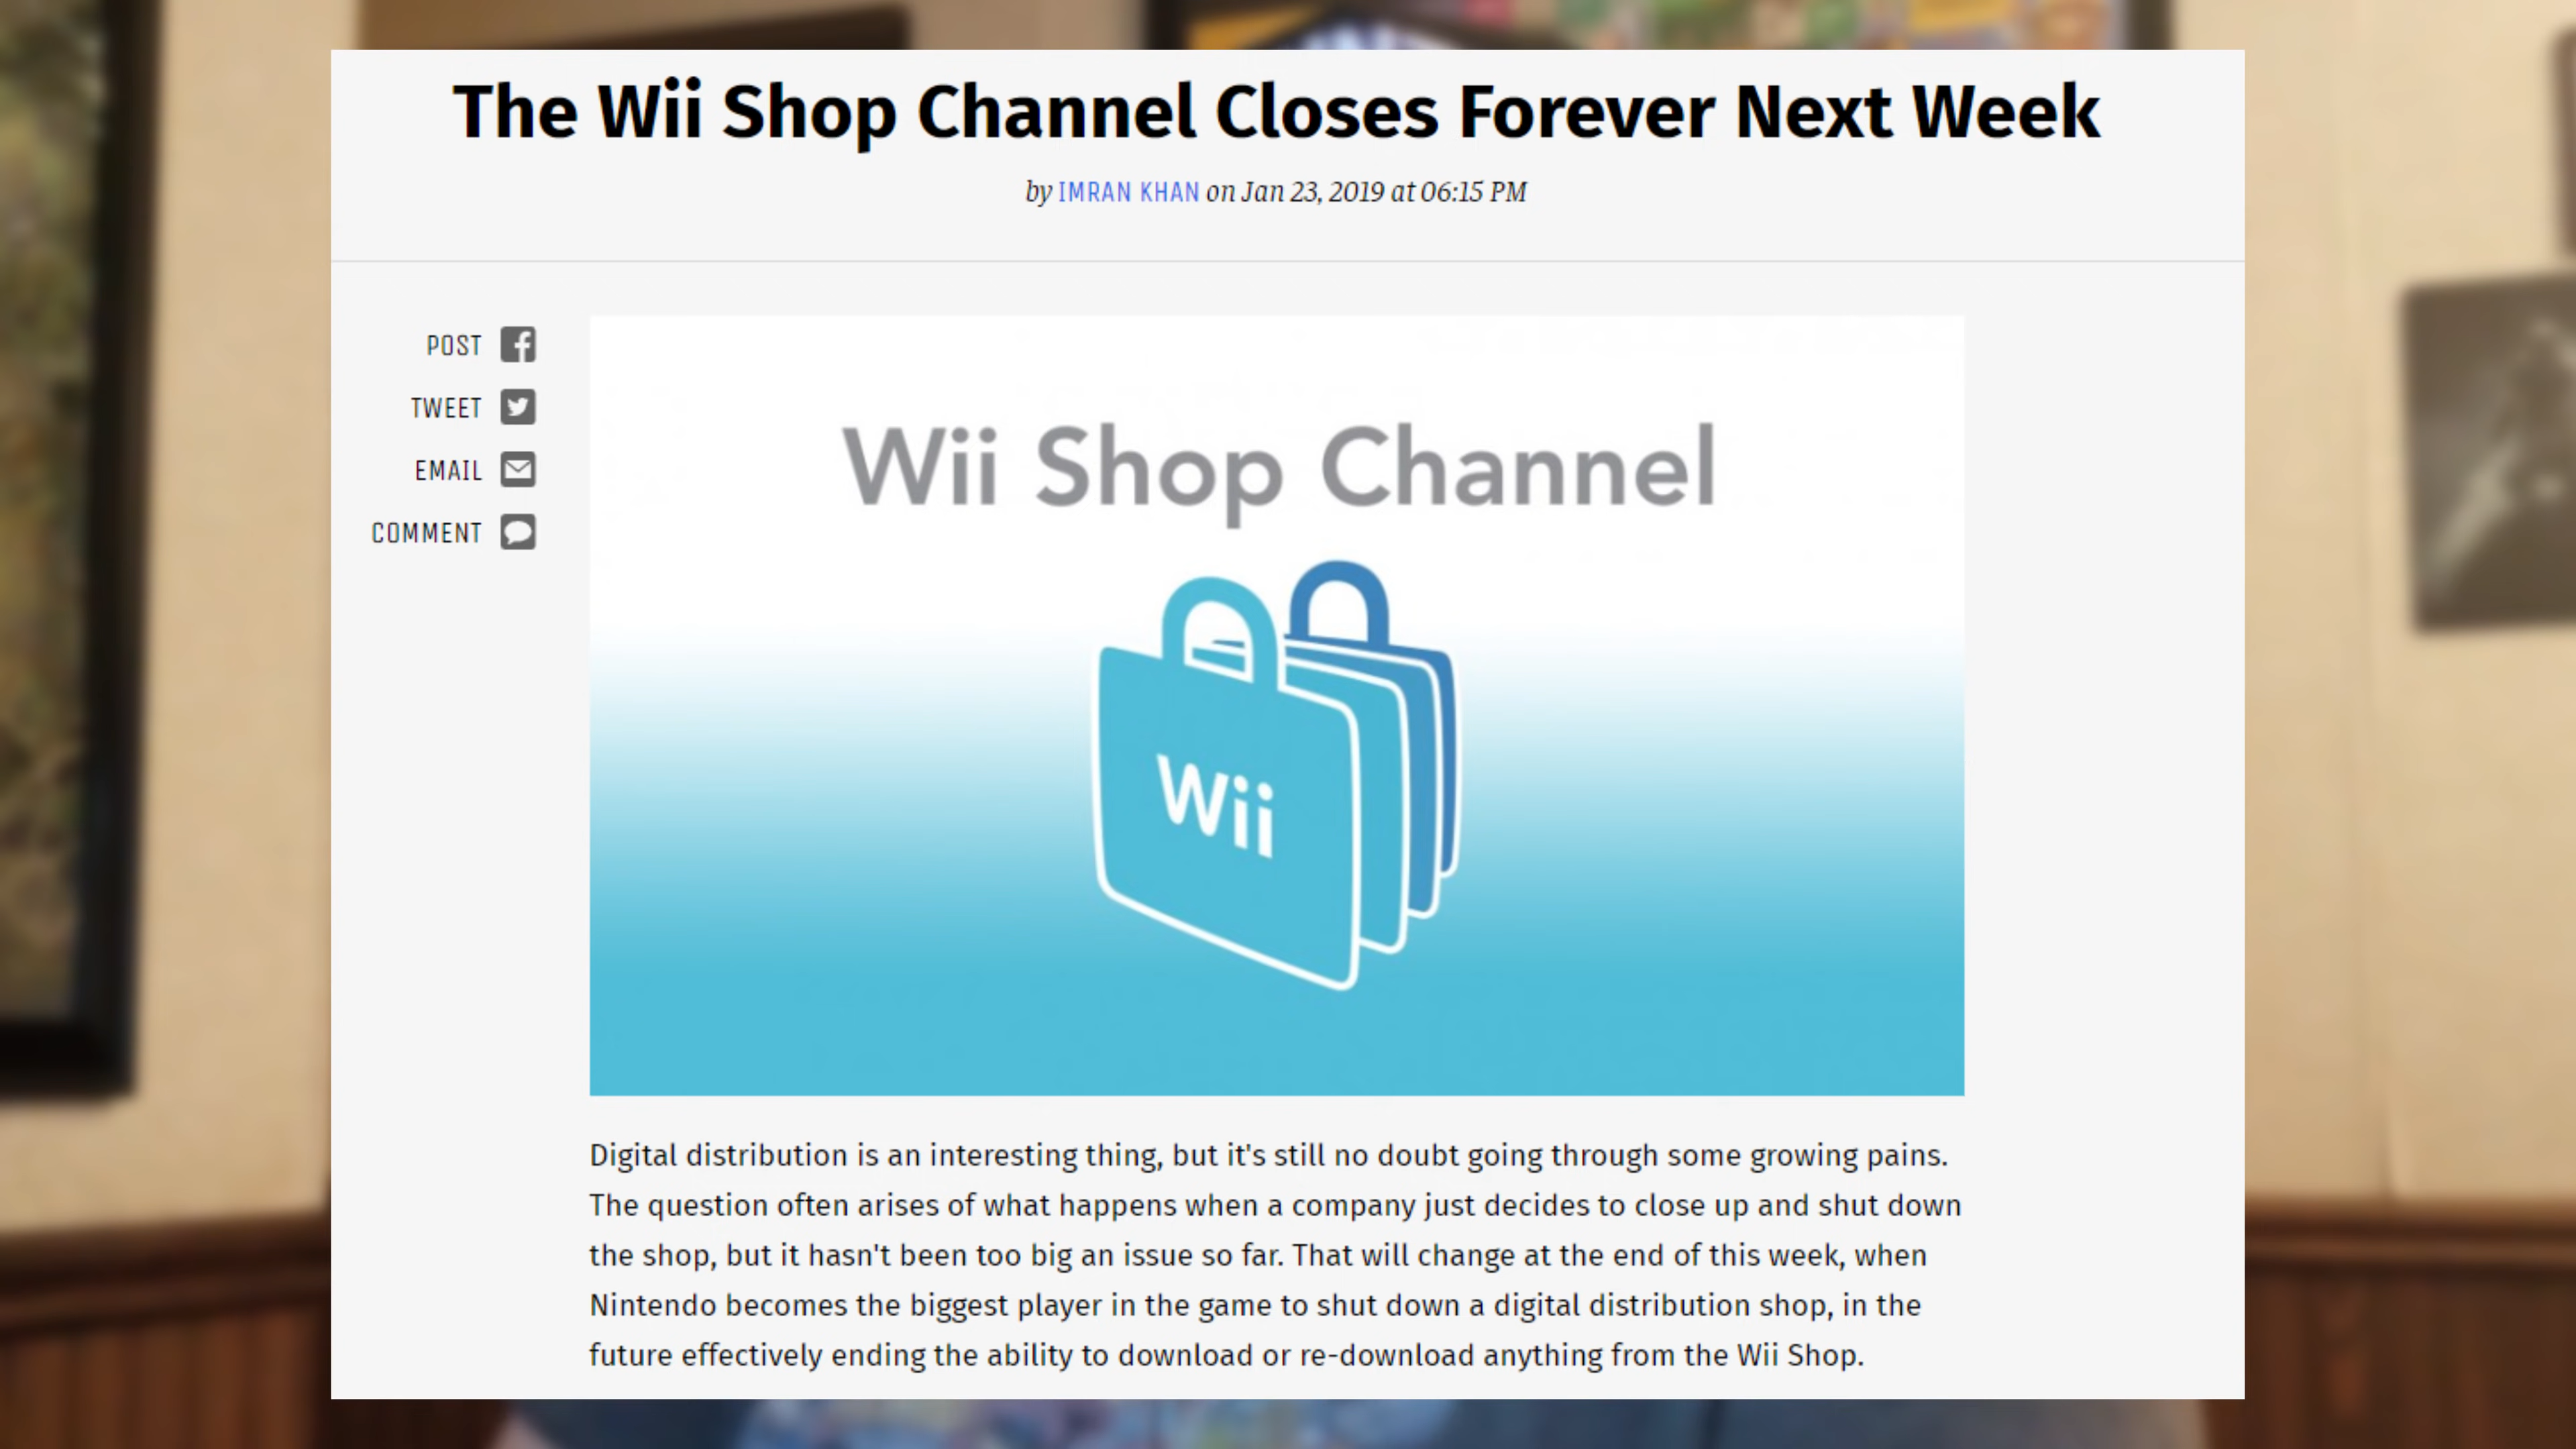 The Wii Shop Channel Closes Forever Next Week
by IMRAN KHAN on Jan 23, 2019 at 06:15 PM
POST
TWEET
EMAIL
COMMENT
Wii Shop Channel
Wii
Digital distribution is an interesting thing, but it's still no doubt going through some growing pains.
The question often arises of what happens when a company just decides to close up and shut down
the shop, but it hasn't been too big an issue so far. That will change at the end of this week, when
Nintendo becomes the biggest player in the game to shut down a digital distribution shop, in the
future effectively ending the ability to download or re-download anything from the Wii Shop.